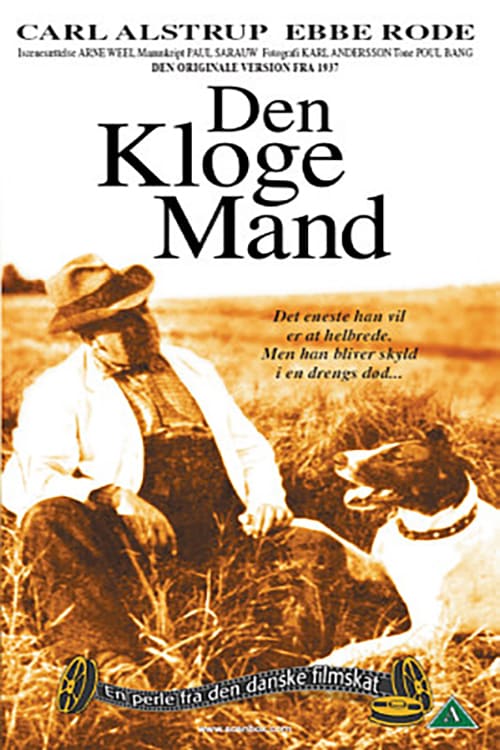 CARL ALSTRUP EBBE RODE
Iscenesættelse ARNE WEEL Manuskript PAUL SARAUW Fotografi KARL ANDERSSON Tone POUL BANG
DEN ORIGINALE VERSION FRA 1937
Den
Kloge
Mand
Det eneste han vil
er at helbrede.
Men han bliver skyld
i en drengs død...
En perle fra den danske filmskat
A